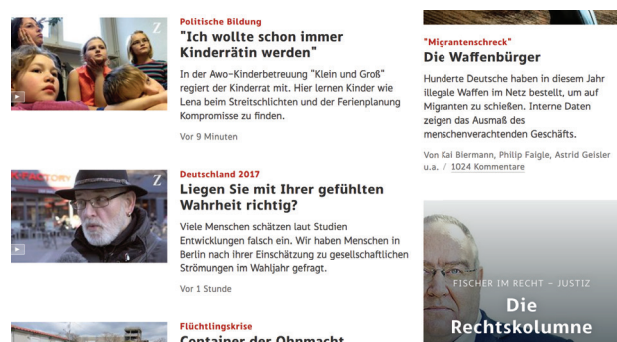 Politische Bildung
"Ich wollte schon immer
Kinderrätin werden"
In der Awo-Kinderbetreuung "Klein und Groß"
regiert der Kinderrat mit. Hier lernen Kinder wie
Lena beim Streitschlichten und der Ferienplanung
Kompromisse zu finden.
Vor 9 Minuten
Z
Deutschland 2017
Liegen Sie mit Ihrer gefühlten
Wahrheit richtig?
Viele Menschen schätzen laut Studien
Entwicklungen falsch ein. Wir haben Menschen in
Berlin nach ihrer Einschätzung zu gesellschaftlichen
Strömungen im Wahljahr gefragt.
Vor 1 Stunde
Z
Flüchtlingskrise
Container der Ohnmacht
"Migrantenschreck"
Die Waffenbürger
Hunderte Deutsche haben in diesem Jahr
illegale Waffen im Netz bestellt, um auf
Migranten zu schießen. Interne Daten
zeigen das Ausmaß des
menschenverachtenden Geschäfts.
Von Kai Biermann, Philip Faigle, Astrid Geisler
u.a. / 1024 Kommentare
FISCHER IM RECHT – JUSTIZ
Die
Rechtskolumne